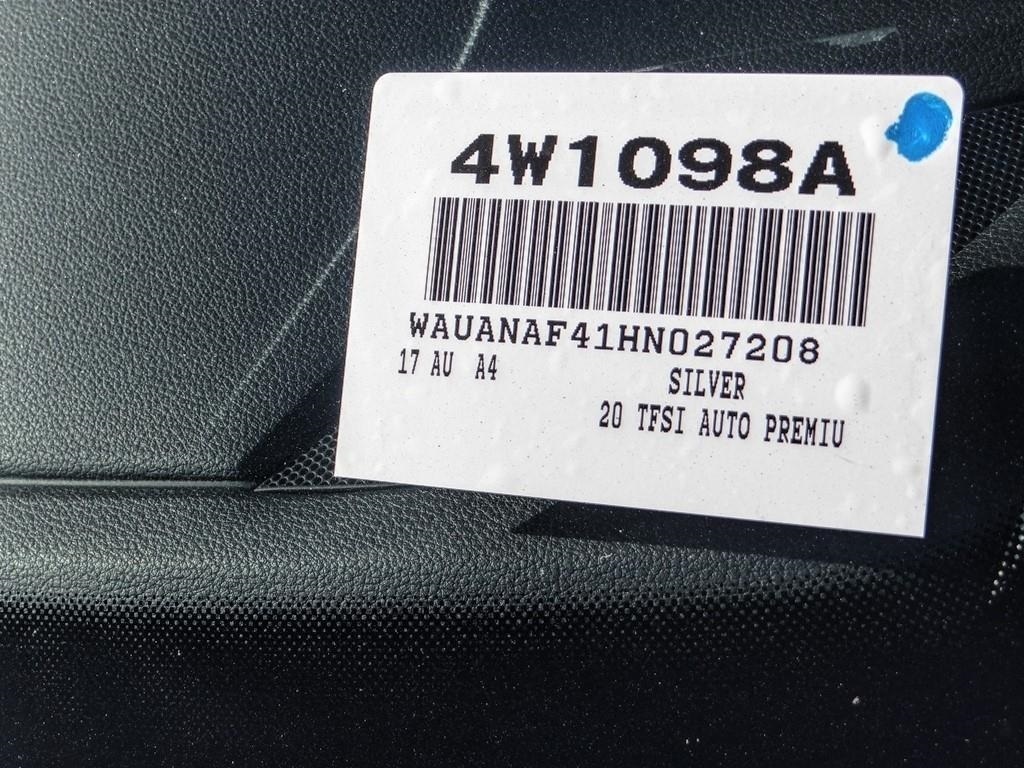 4W1098A
WAUANAF41HN027208
17 AU A4
SILVER
20 TFSI AUTO PREMIU